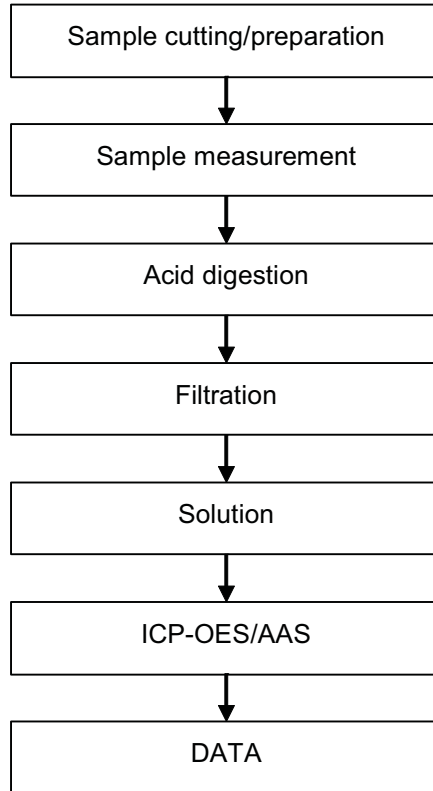 Sample cutting/preparation
Sample measurement
Acid digestion
Filtration
Solution
ICP-OES/AAS
DATA